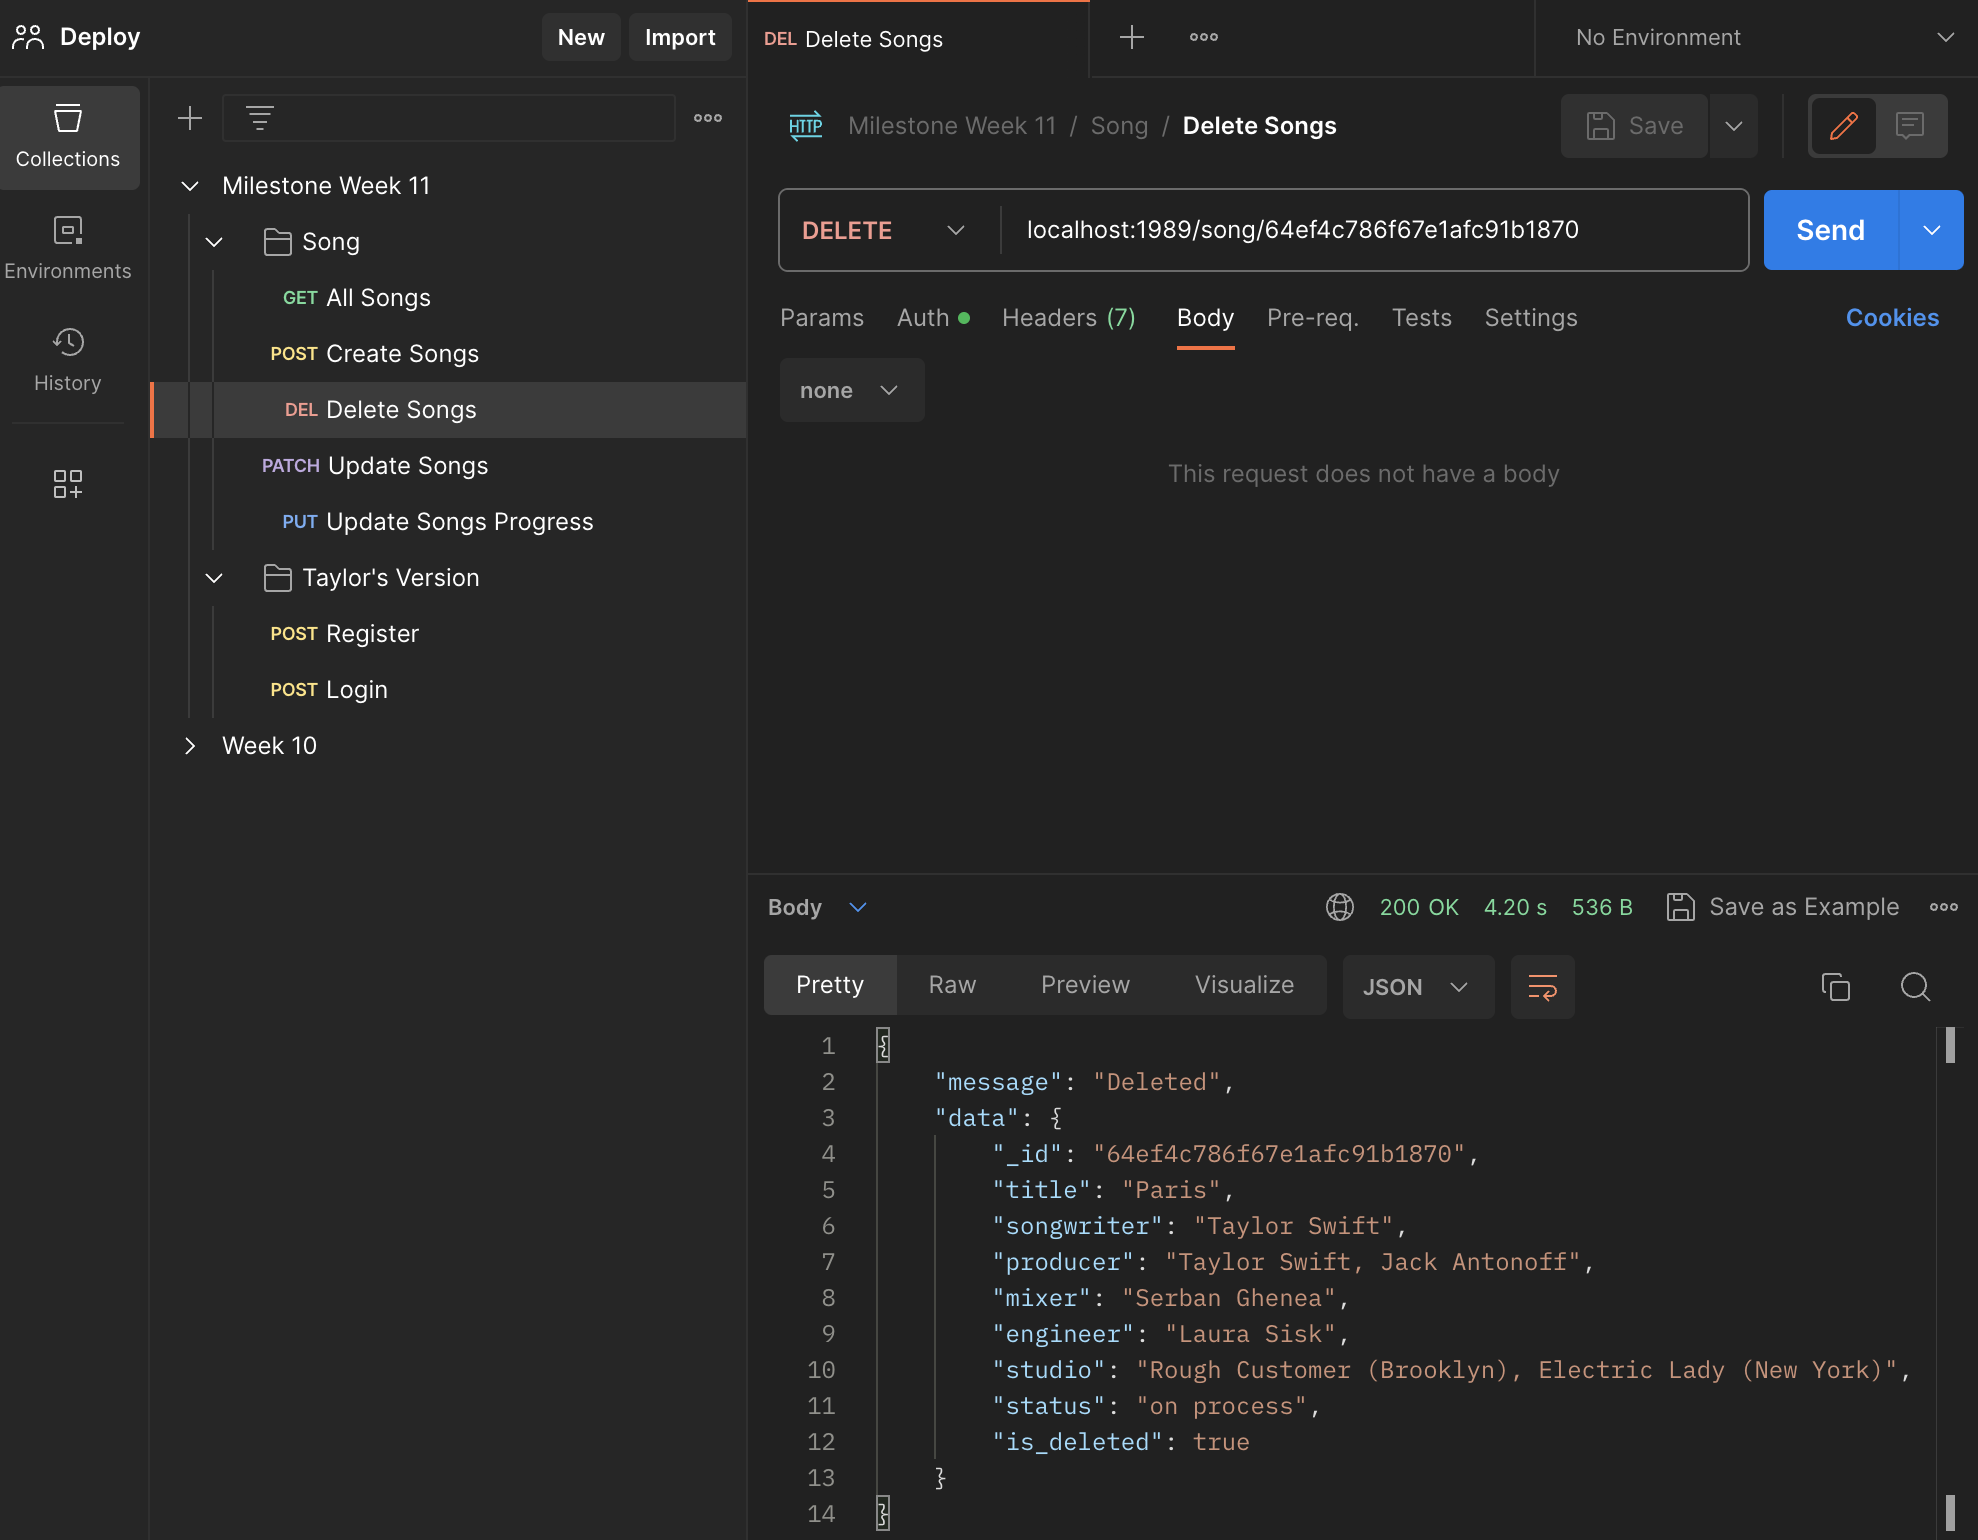 Deploy
New
Import
DEL Delete Songs
No Environment
Collections
Environments
History
Milestone Week 11
Song
GET All Songs
POST Create Songs
DEL Delete Songs
PATCH Update Songs
PUT Update Songs Progress
Taylor's Version
POST Register
POST Login
Week 10
HTTP
Milestone Week 11 / Song / Delete Songs
Save
DELETE
localhost:1989/song/64ef4c786f67e1afc91b1870
Send
Params Auth Headers (7) Body Pre-req. Tests Settings
Cookies
none
This request does not have a body
Body
200 OK 4.20 s 536 B
Save as Example
Pretty Raw Preview Visualize
JSON
1 {
2 "message": "Deleted",
3 "data": {
4 "_id": "64ef4c786f67e1afc91b1870",
5 "title": "Paris",
6 "songwriter": "Taylor Swift",
7 "producer": "Taylor Swift, Jack Antonoff",
8 "mixer": "Serban Ghenea",
9 "engineer": "Laura Sisk",
10 "studio": "Rough Customer (Brooklyn), Electric Lady (New York)",
11 "status": "on process",
12 "is_deleted": true
13 }
14 }